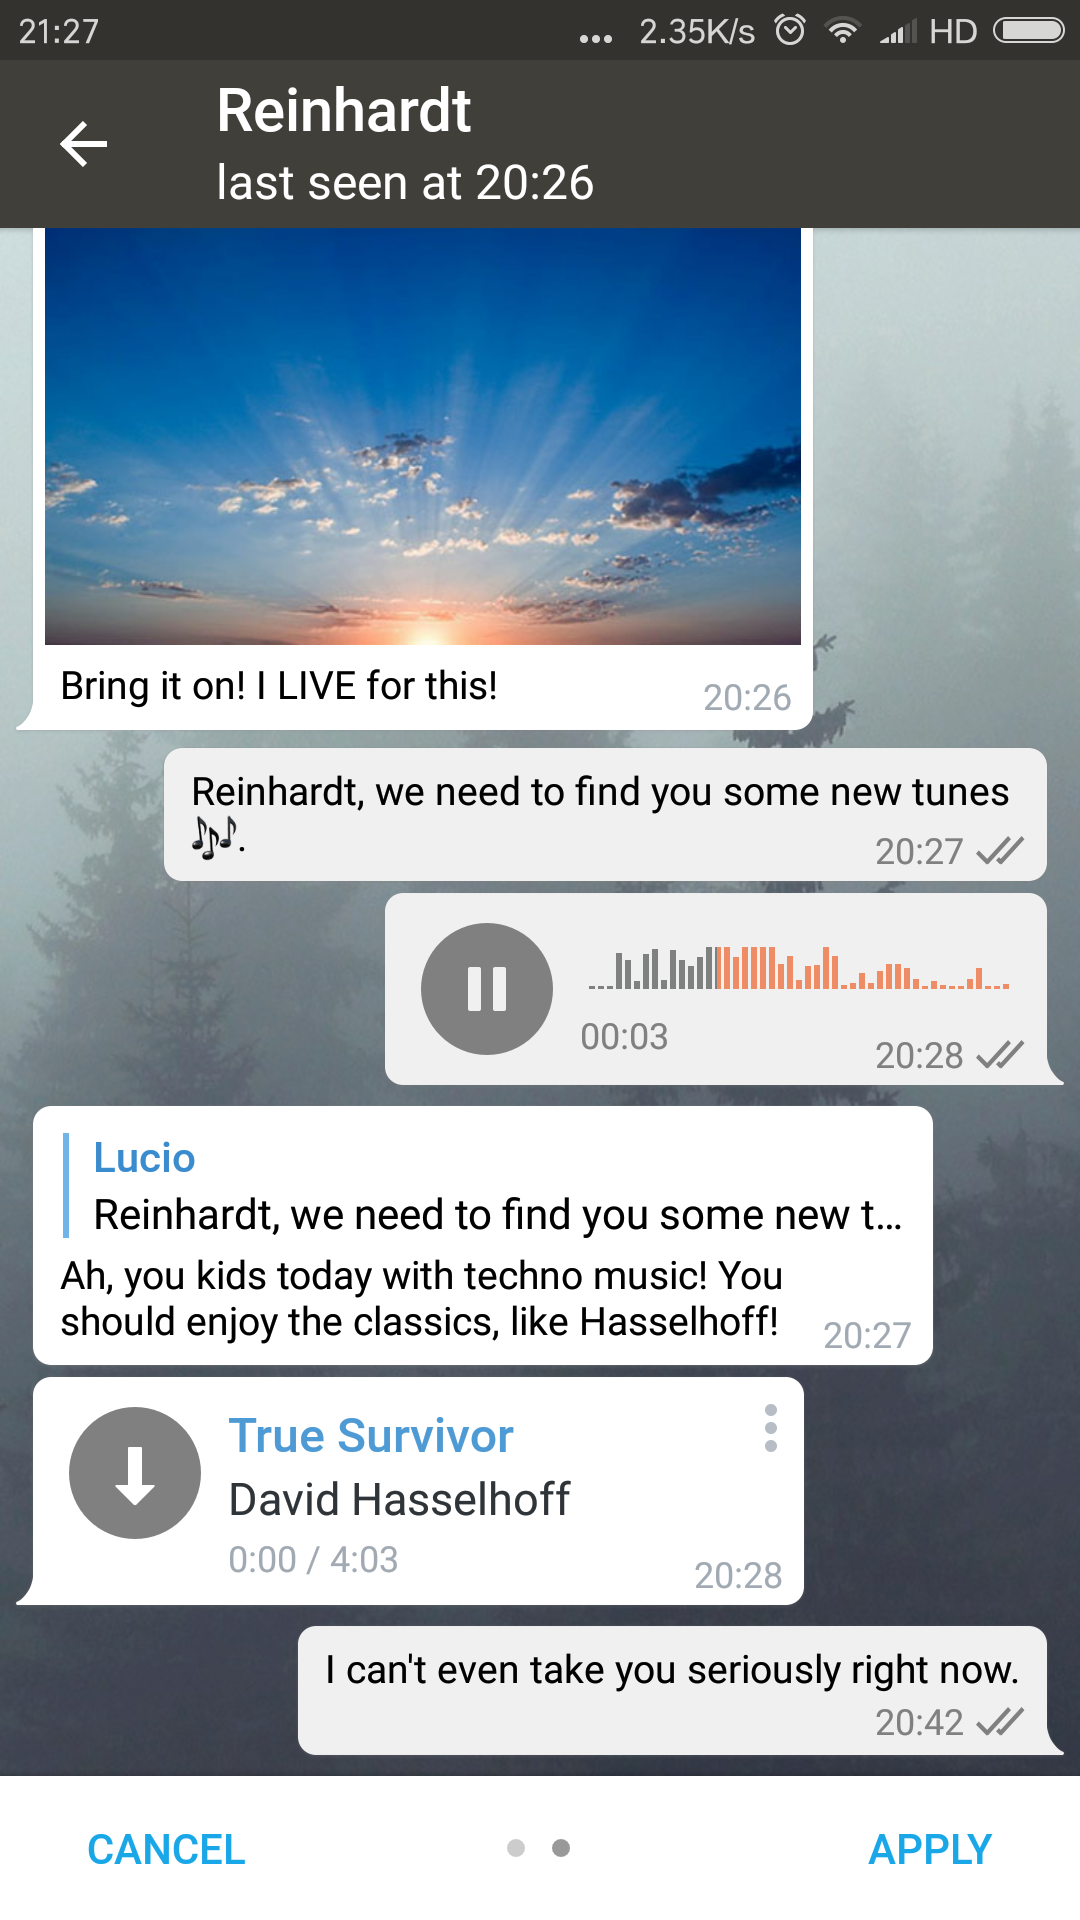 21:27
... 2.35K/s HD
Reinhardt
last seen at 20:26
Bring it on! I LIVE for this!
20:26
Reinhardt, we need to find you some new tunes
🎶.
20:27
00:03
20:28
Lucio
Reinhardt, we need to find you some new t...
Ah, you kids today with techno music! You
should enjoy the classics, like Hasselhoff!
20:27
True Survivor
David Hasselhoff
0:00 / 4:03
20:28
I can't even take you seriously right now.
20:42
CANCEL
APPLY